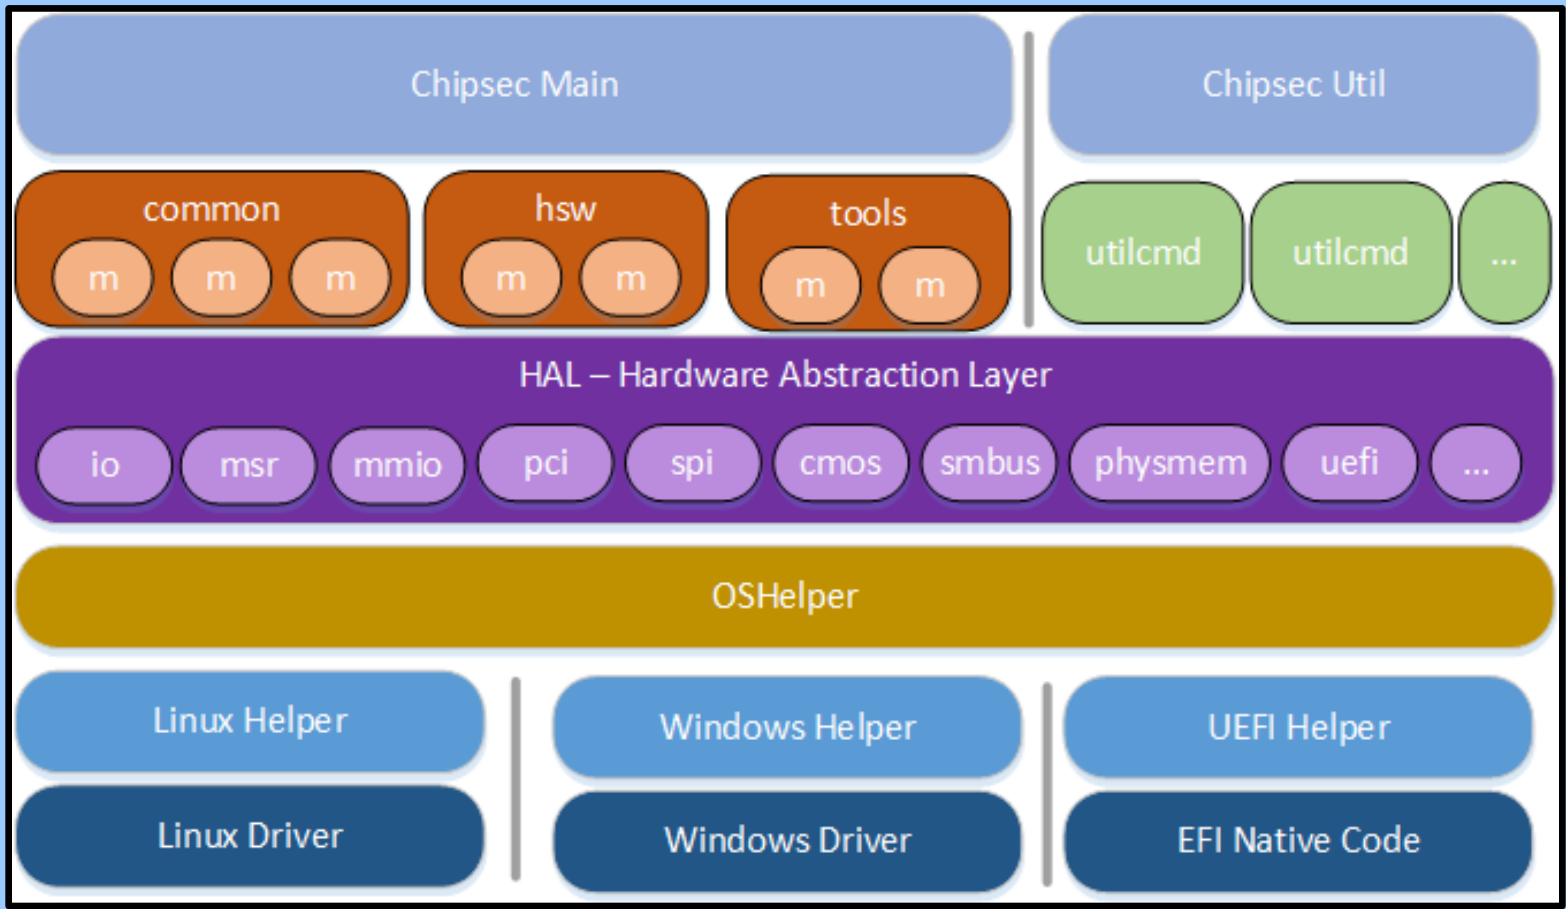 Chipsec Main
Chipsec Util
common
m m m
hsw
m m
tools
m m
utilcmd
utilcmd
...
HAL – Hardware Abstraction Layer
io
msr
mmio
pci
spi
cmos
smbus
physmem
uefi
...
OSHelper
Linux Helper
Windows Helper
UEFI Helper
Linux Driver
Windows Driver
EFI Native Code